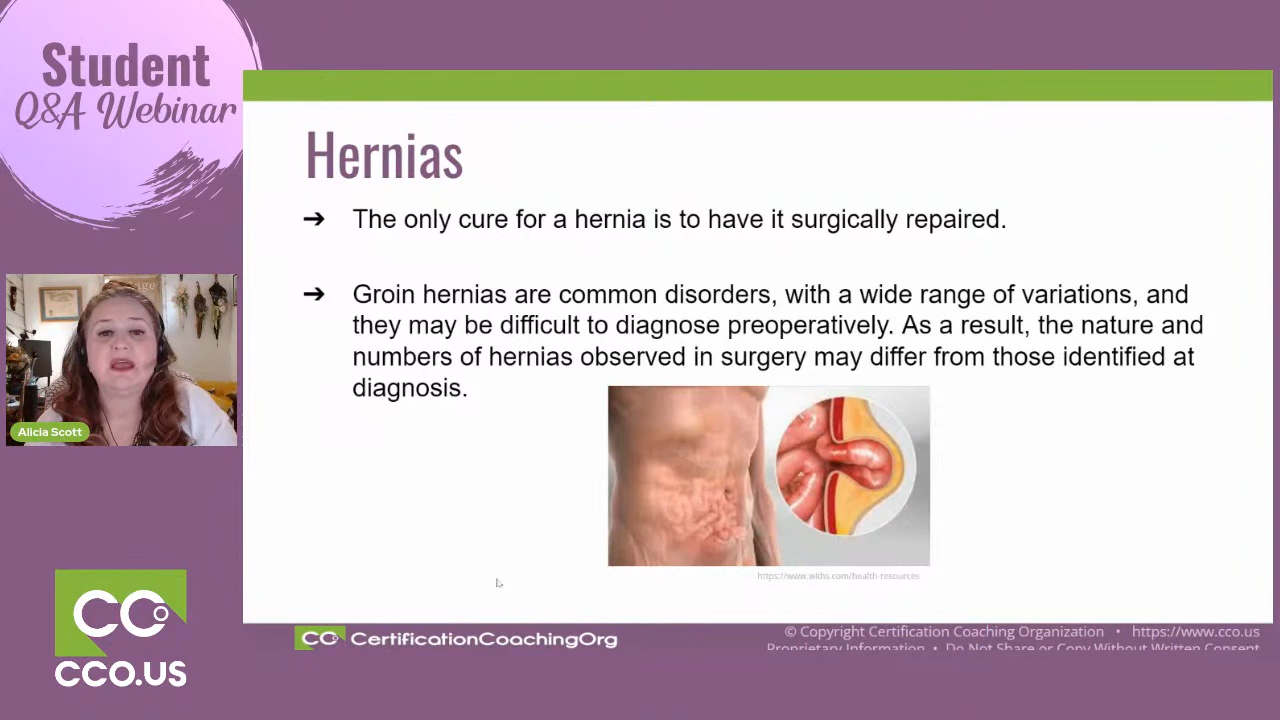 Student
Q&A Webinar
Hernias
➔ The only cure for a hernia is to have it surgically repaired.
➔ Groin hernias are common disorders, with a wide range of variations, and
they may be difficult to diagnose preoperatively. As a result, the nature and
numbers of hernias observed in surgery may differ from those identified at
diagnosis.
https://www.wkhs.com/health-resources
Alicia Scott
CCO
CCO.US
CCO CertificationCoachingOrg
© Copyright Certification Coaching Organization • https://www.cco.us
Proprietary Information • Do Not Share or Copy Without Written Consent